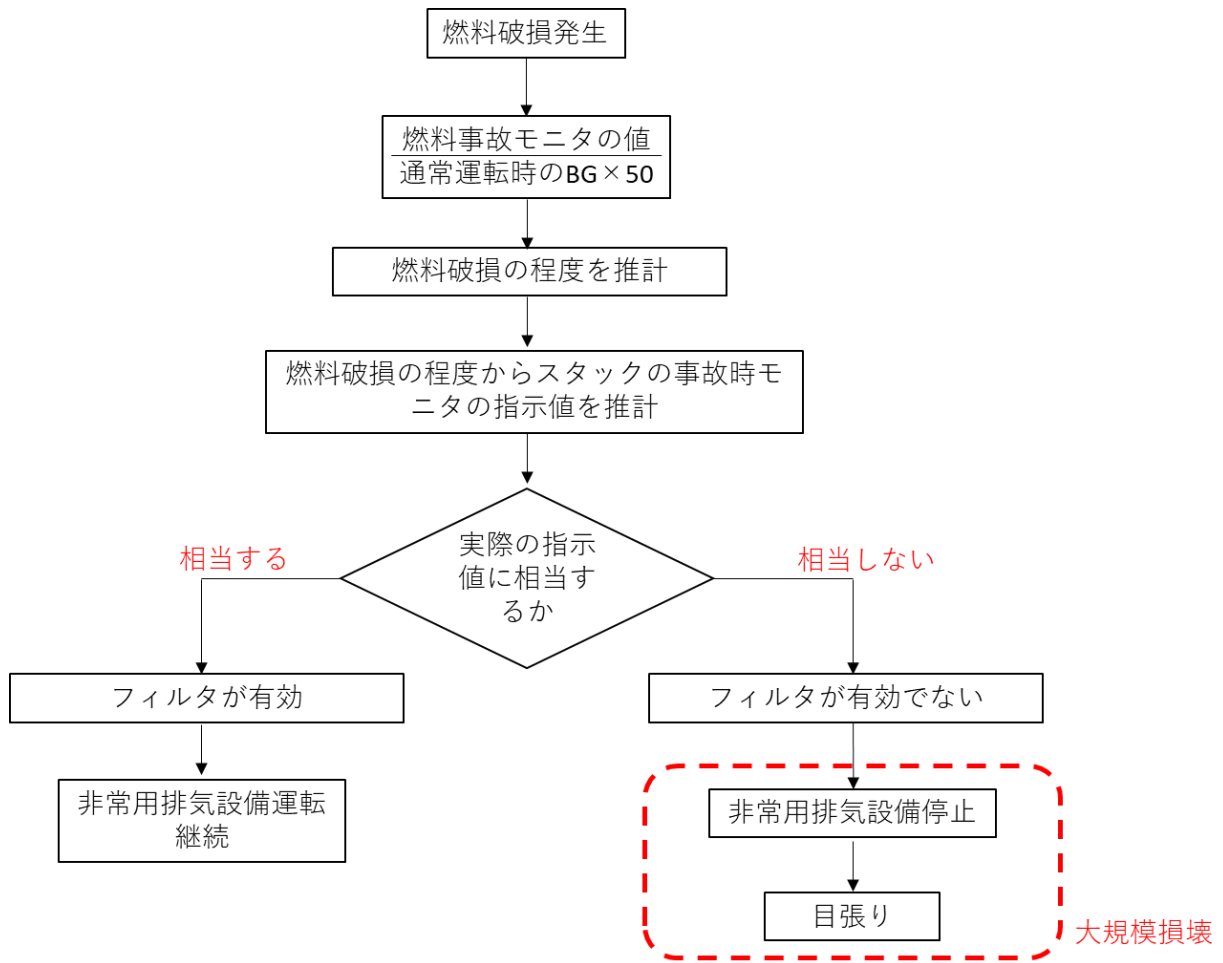 燃料破損発生
燃料事故モニタの値
通常運転時のBG×50
燃料破損の程度を推計
燃料破損の程度からスタックの事故時モ
ニタの指示値を推計
実際の指示
値に相当す
るか
相当する
相当しない
フィルタが有効
フィルタが有効でない
非常用排気設備運転
継続
非常用排気設備停止
目張り
大規模損壊